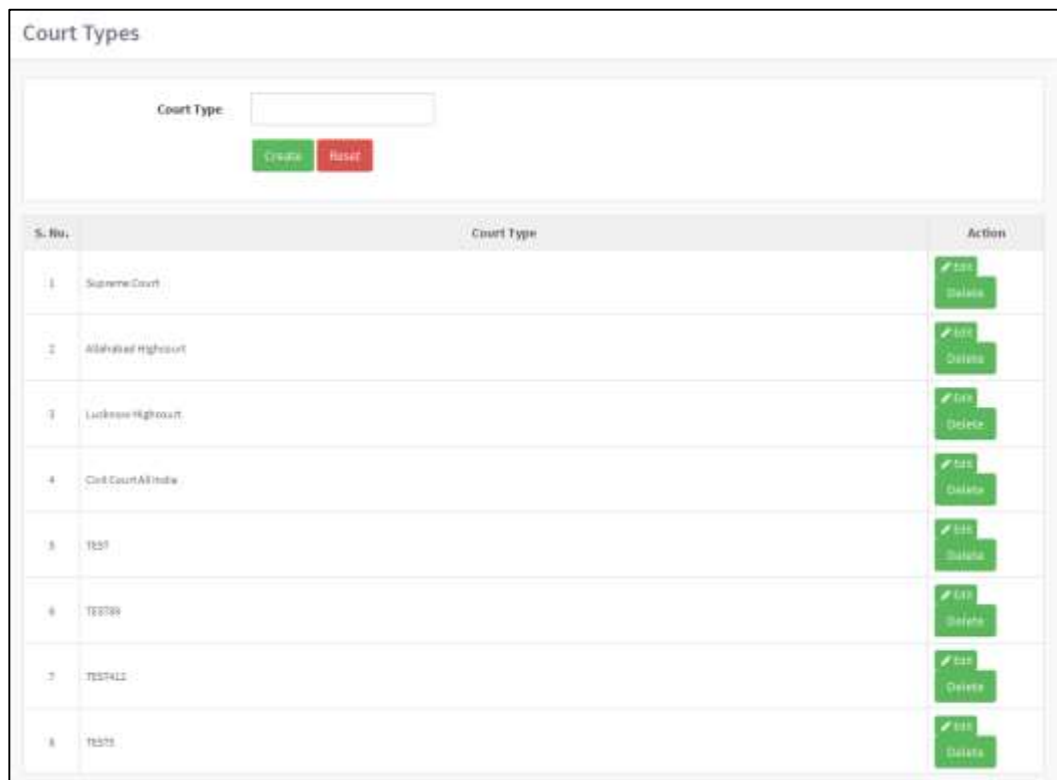 Court Types
Court Type
Create Reset
S. No. Court Type Action
1 Supreme Court Edit
Delete
2 Allahabad Highcourt Edit
Delete
3 Lucknow Highcourt Edit
Delete
4 Civil Court All India Edit
Delete
5 TEST Edit
Delete
6 Edit
Delete
7 TEST412 Edit
Delete
8 Edit
Delete